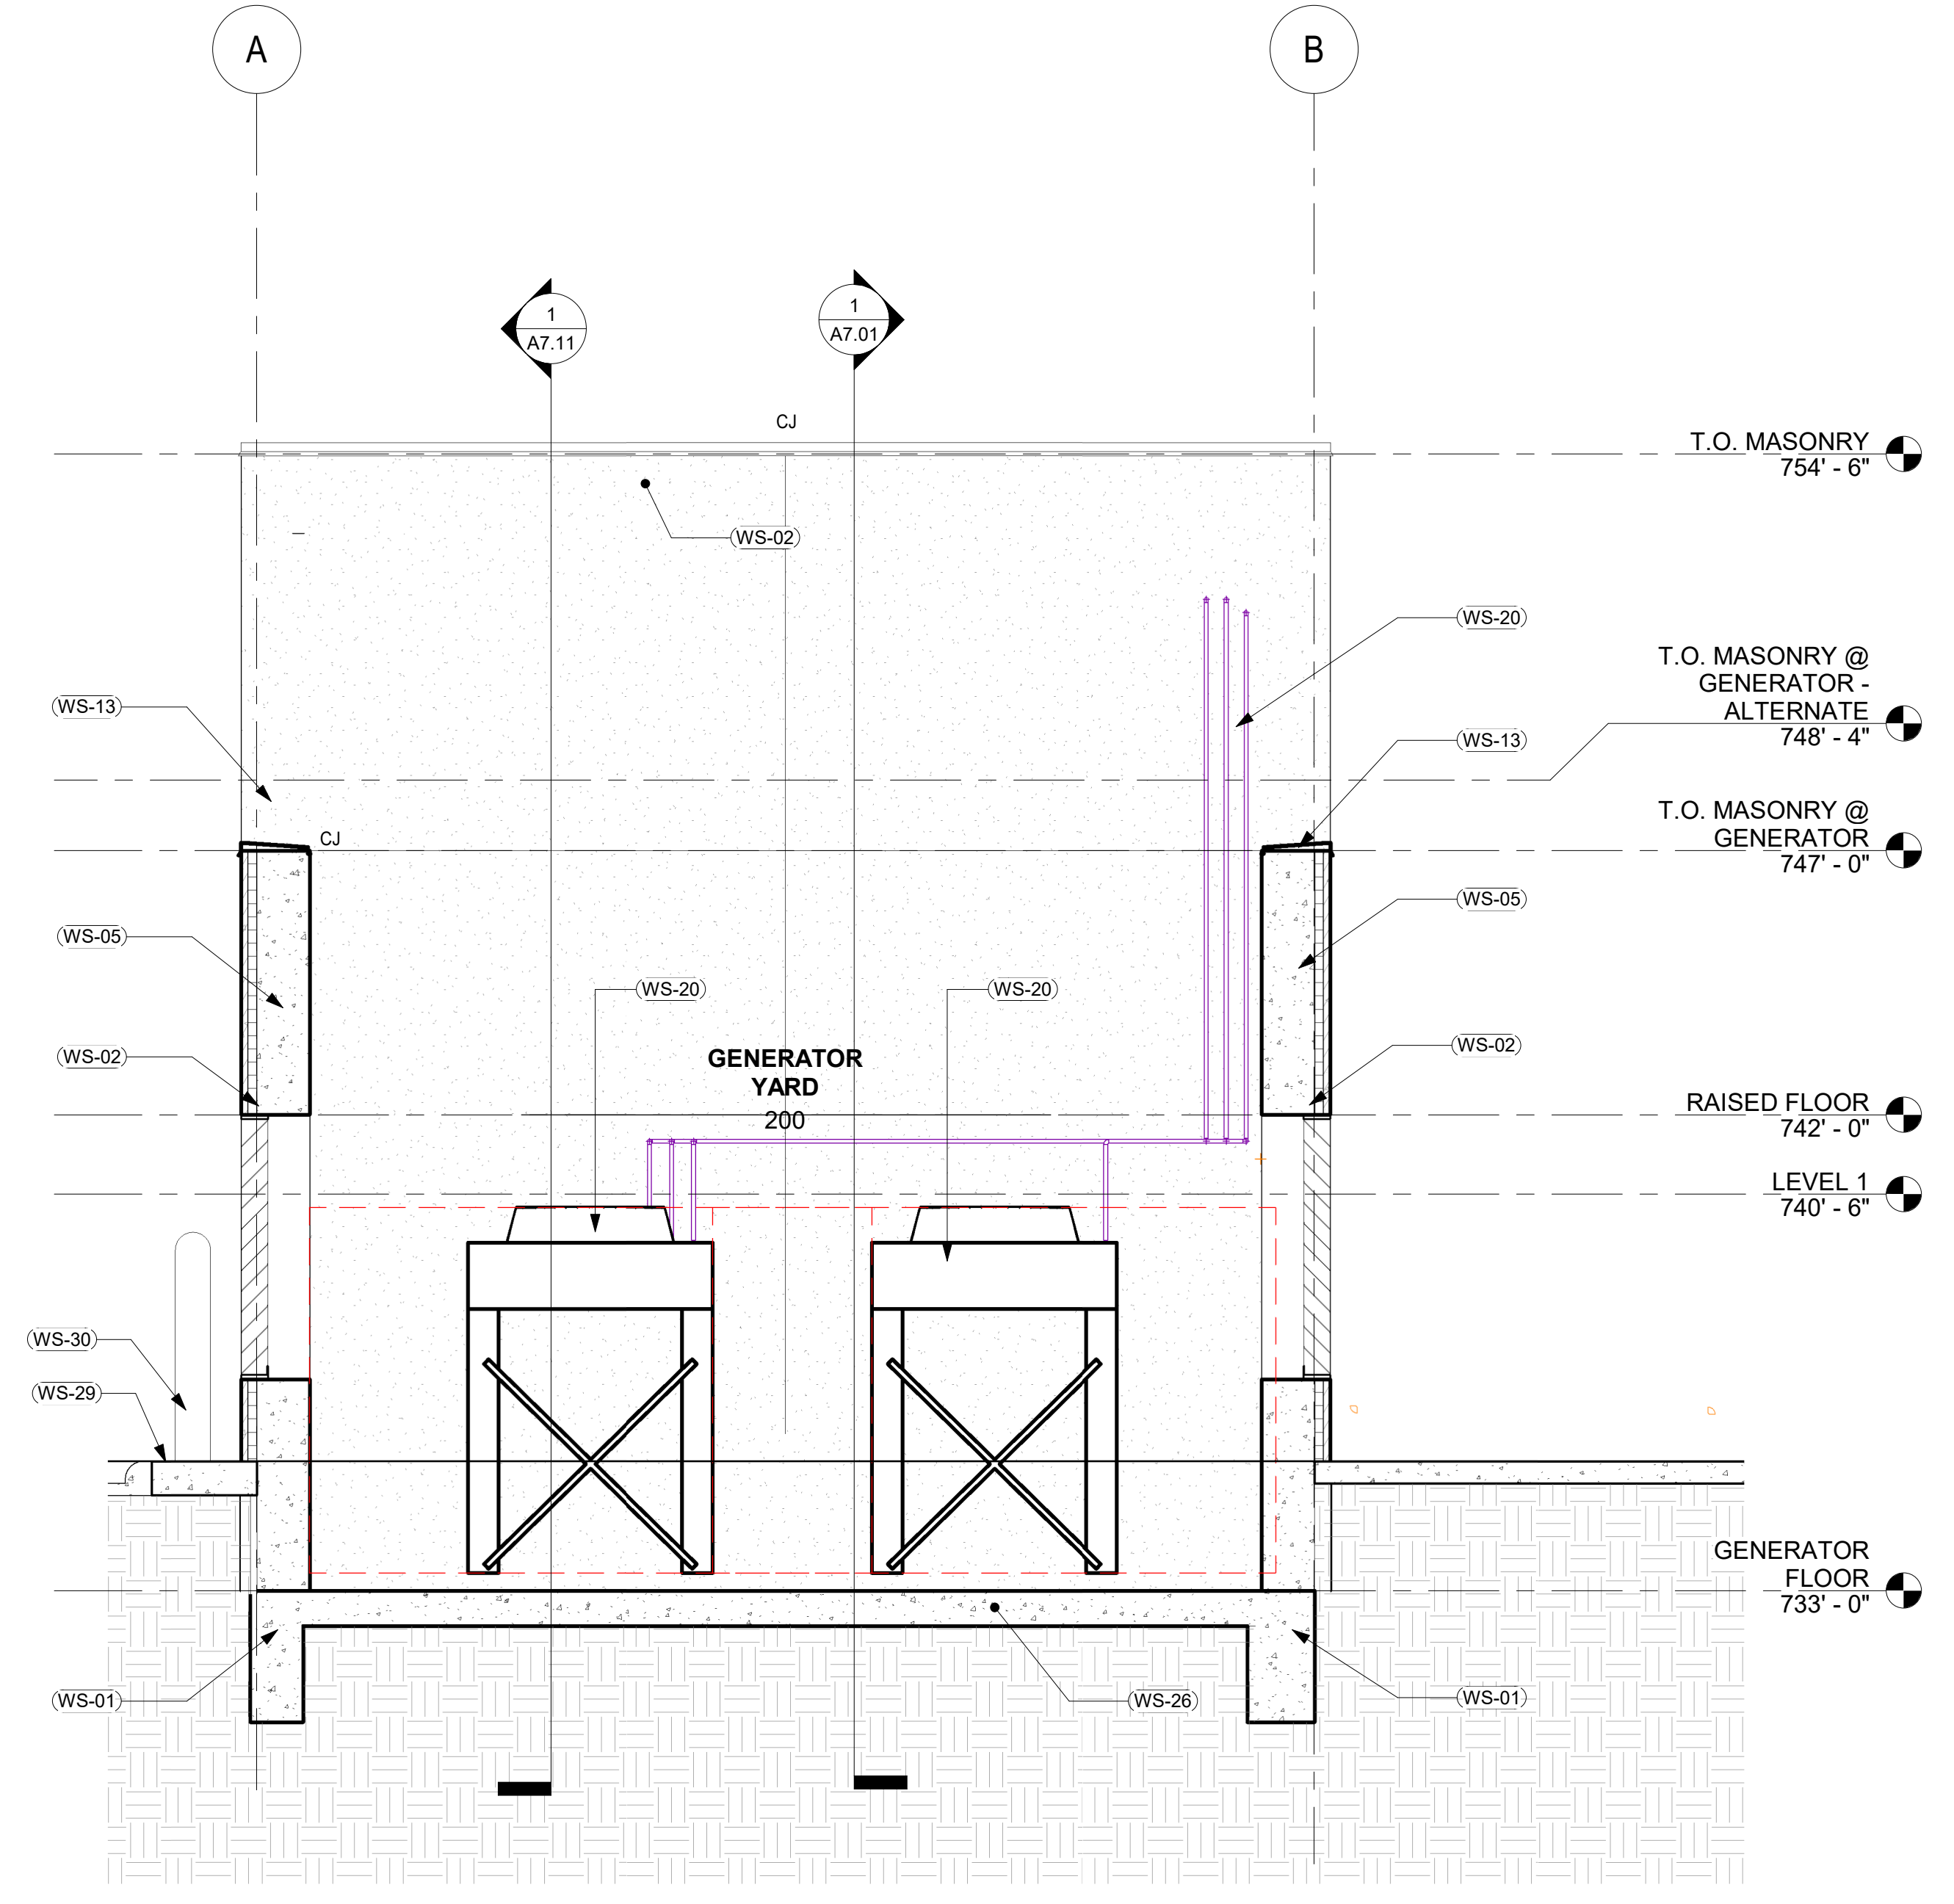 A
B
1
A7.11
1
A7.01
CJ
T.O. MASONRY
754' - 6"
WS-02
WS-20
T.O. MASONRY @
GENERATOR -
ALTERNATE
748' - 4"
WS-13
WS-13
T.O. MASONRY @
GENERATOR
747' - 0"
CJ
WS-05
WS-05
WS-20
WS-20
WS-02
WS-02
GENERATOR
YARD
200
RAISED FLOOR
742' - 0"
LEVEL 1
740' - 6"
WS-30
WS-29
GENERATOR
FLOOR
733' - 0"
WS-01
WS-26
WS-01